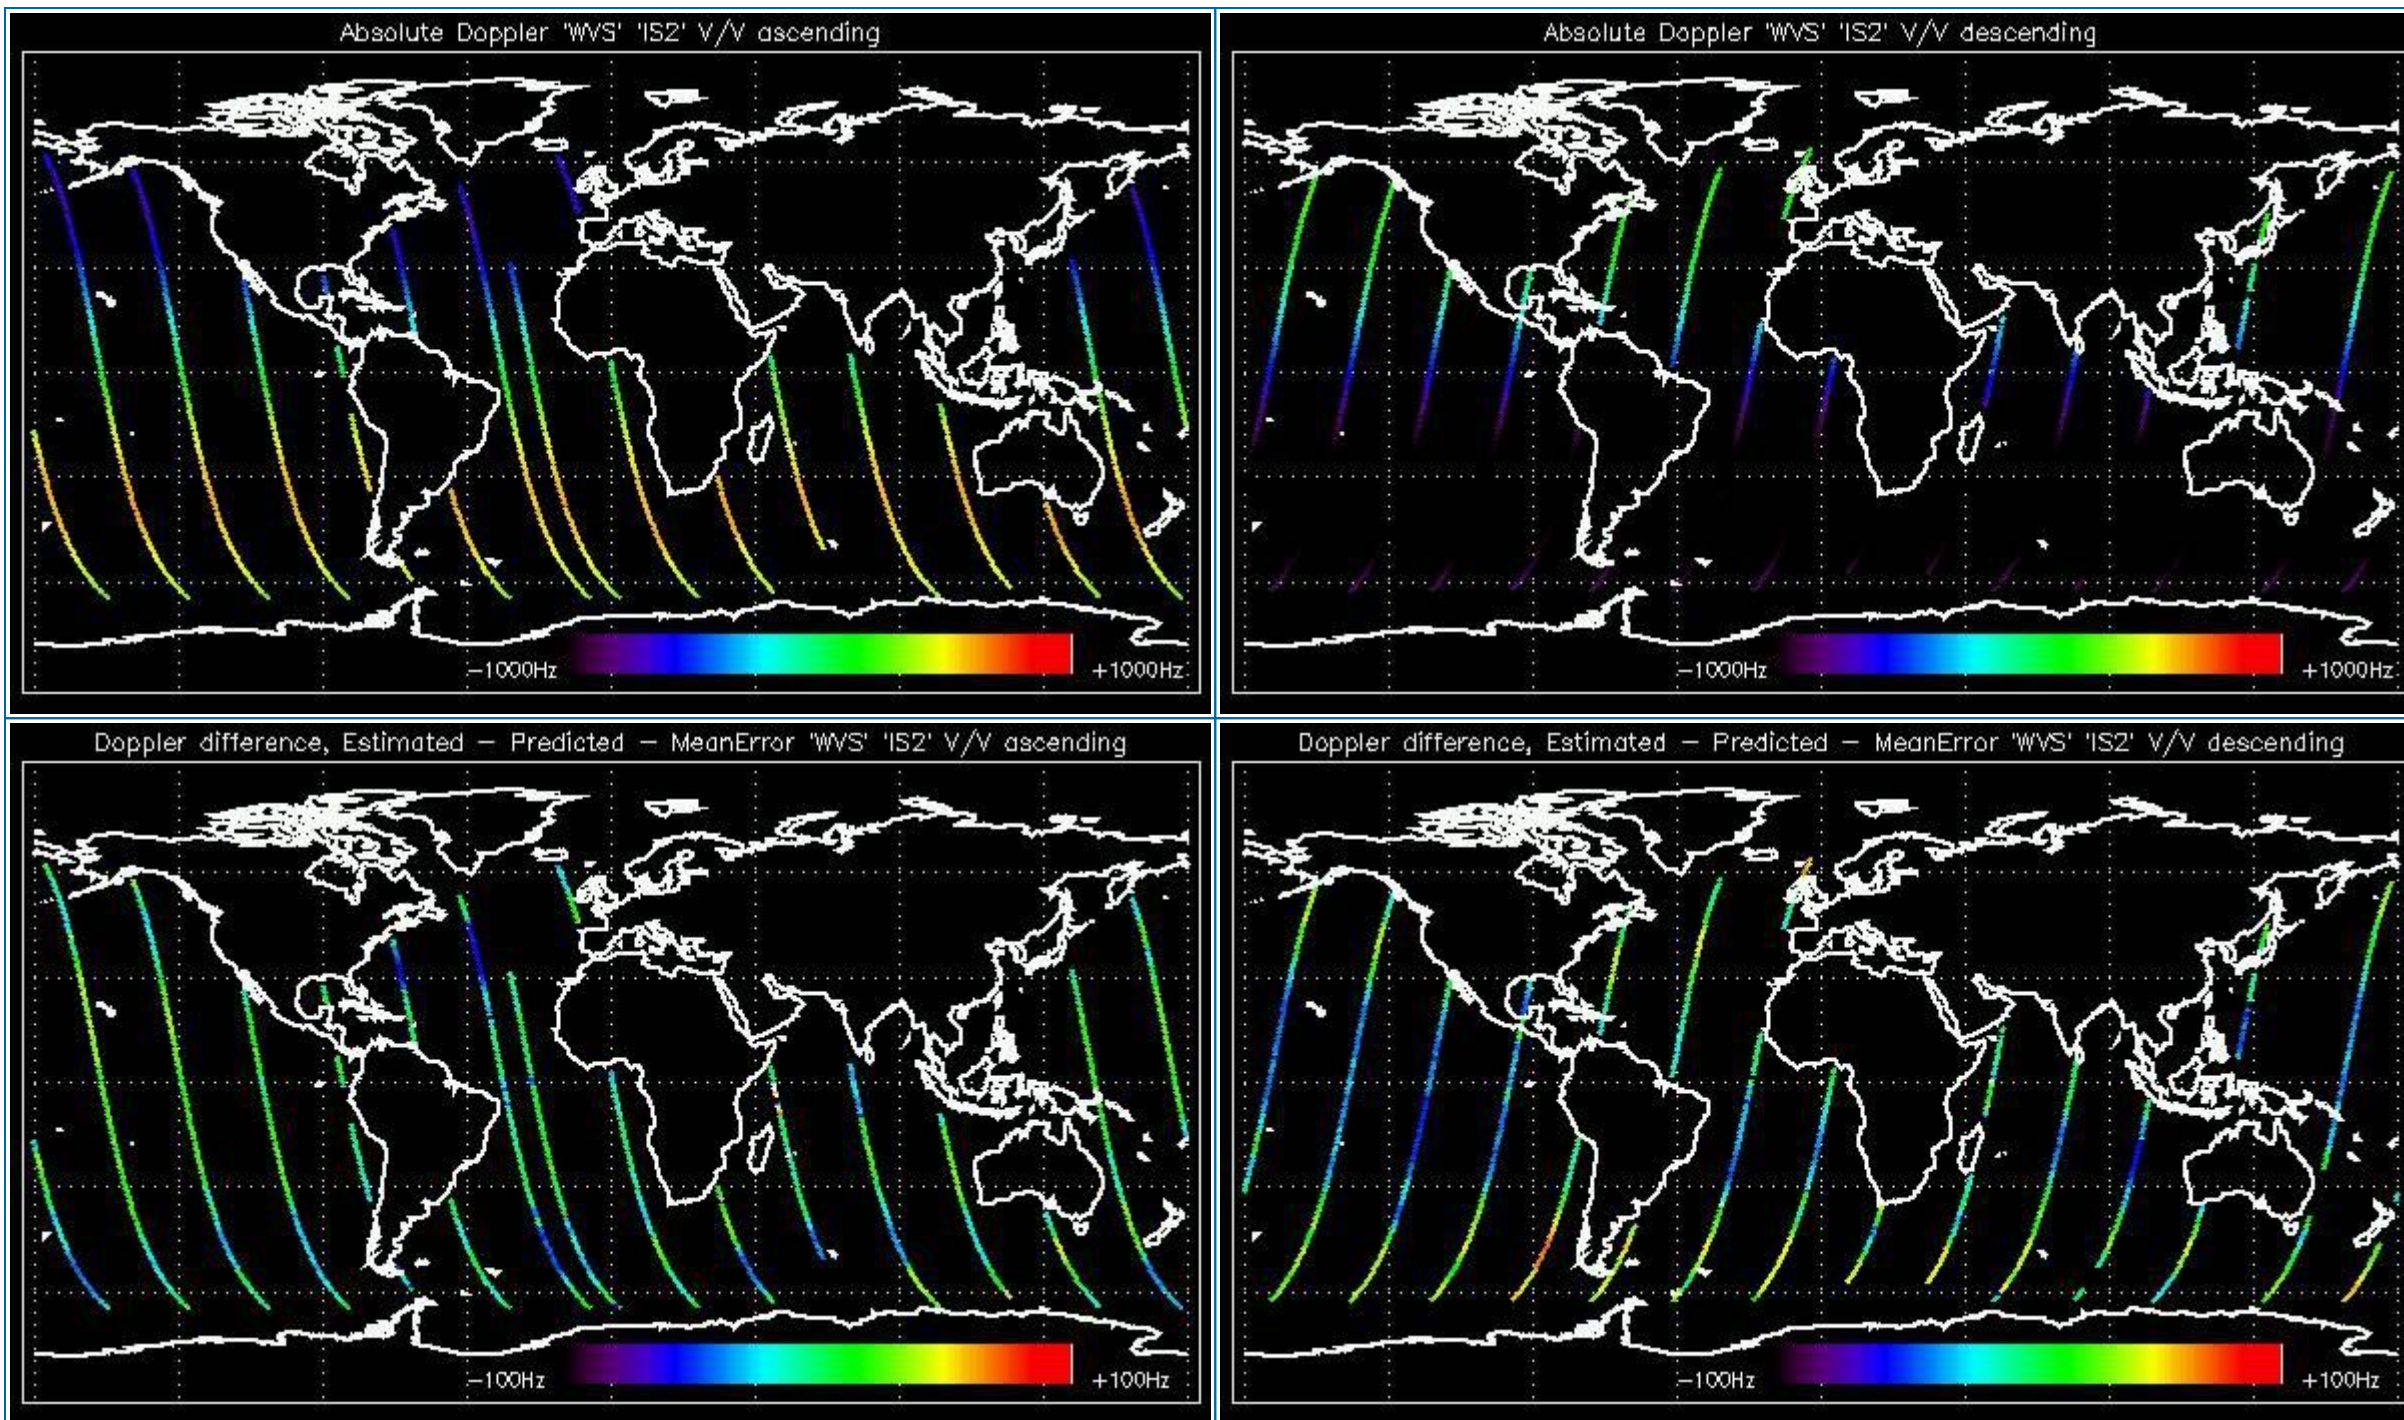 Absolute Doppler 'WVS' 'IS2' V/V ascending
-1000Hz
+1000Hz
Absolute Doppler 'WVS' 'IS2' V/V descending
-1000Hz
+1000Hz
Doppler difference, Estimated - Predicted - MeanError 'WVS' 'IS2' V/V ascending
-100Hz
+100Hz
Doppler difference, Estimated - Predicted - MeanError 'WVS' 'IS2' V/V descending
-100Hz
+100Hz